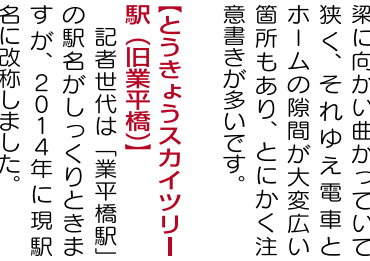 梁に向かい曲がっていて
狭く、それゆえ電車と
ホームの隙間が大変広い
箇所もあり、とにかく注
意書きが多いです。
【とうきょうスカイツリー
駅（旧業平橋）】
記者世代は「業平橋駅」
の駅名がしっくりときま
すが、2014年に現駅
名に改称しました。